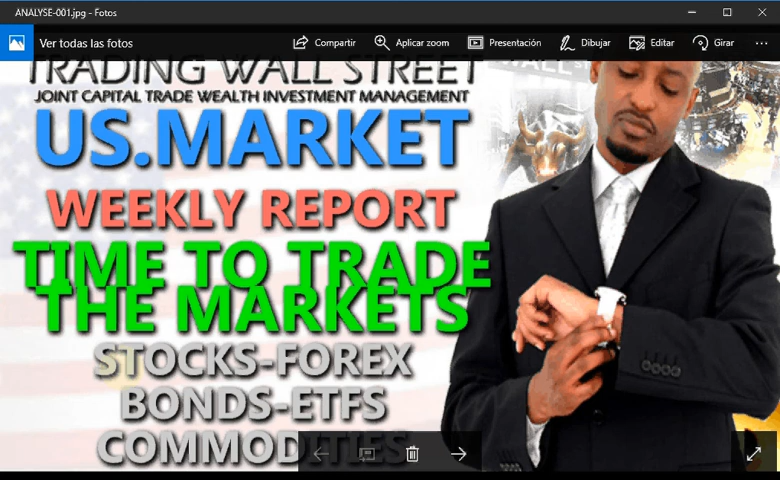 ANALYSE-001.jpg - Fotos
Ver todas las fotos
Compartir
Aplicar zoom
Presentación
Dibujar
Editar
Girar
TRADING WALL STREET
JOINT CAPITAL TRADE WEALTH INVESTMENT MANAGEMENT
US.MARKET
WEEKLY REPORT
TIME TO TRADE
THE MARKETS
STOCKS-FOREX
BONDS-ETFS
COMMODITIES